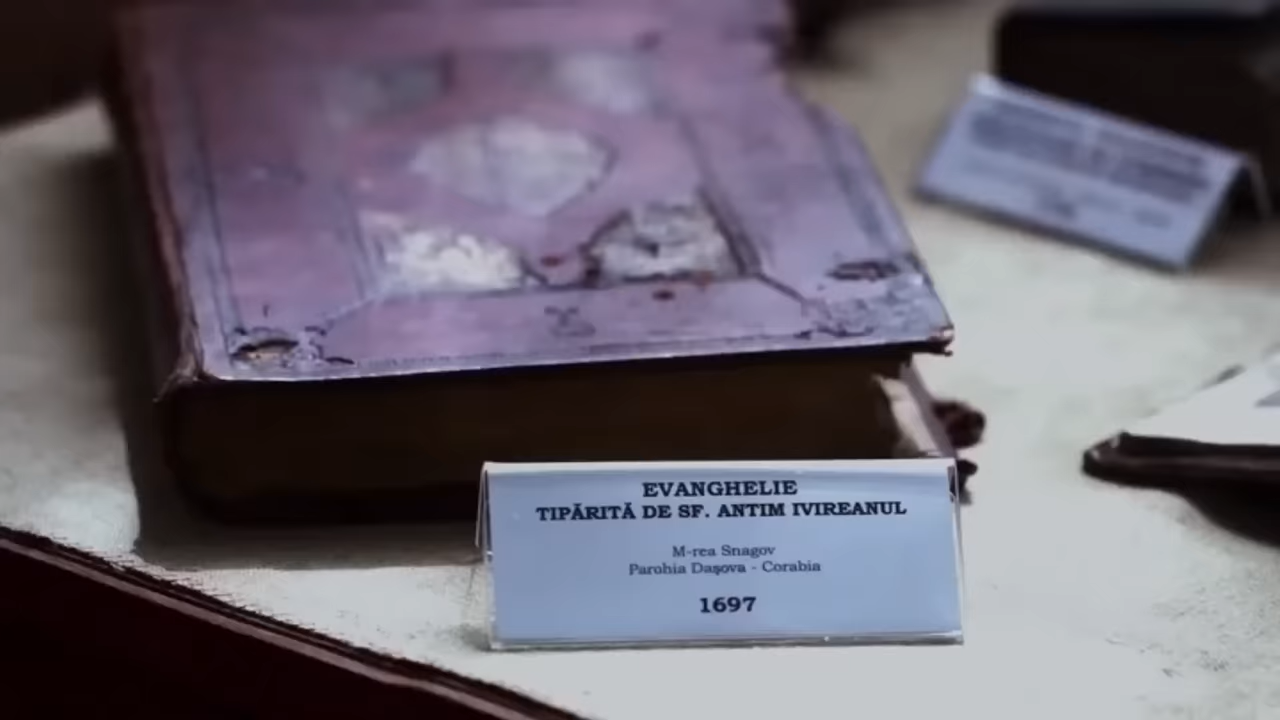 EVANGHELIE
TIPĂRITĂ DE SF. ANTIM IVIREANUL
M-rea Snagov
Parohia Dașova - Corabia
1697